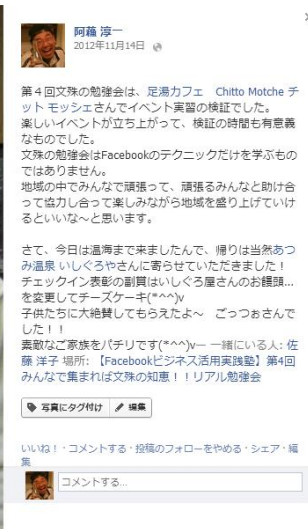 阿蘓 淳一
2012年11月14日
第４回文殊の勉強会は、足湯カフェ　Chitto Motche チ
ット モッシェさんでイベント実習の検証でした。
楽しいイベントが立ち上がって、検証の時間も有意義
なものでした。
文殊の勉強会はFacebookのテクニックだけを学ぶもの
ではありません。
地域の中でみんなで頑張って、頑張るみんなと助け合
って協力し合って楽しみながら地域を盛り上げていけ
るといいな～と思います。
さて、今日は温海まで来ましたんで、帰りは当然あつ
み温泉 いしぐろやさんに寄らせていただきました！
チェックイン表彰の副賞はいしぐろ屋さんのお饅頭...
を変更してチーズケーキ(*^^)v
子供たちに大絶賛してもらえたよ～　ごっつぉさんで
した！！
素敵なご家族をパチリです(*^^)v— 一緒にいる人: 佐
藤 洋子 場所: 【Facebookビジネス活用実践塾】第4回
みんなで集まれば文殊の知恵！！リアル勉強会
写真にタグ付け 編集
いいね！ · コメントする · 投稿のフォローをやめる · シェア · 編
集
コメントする...